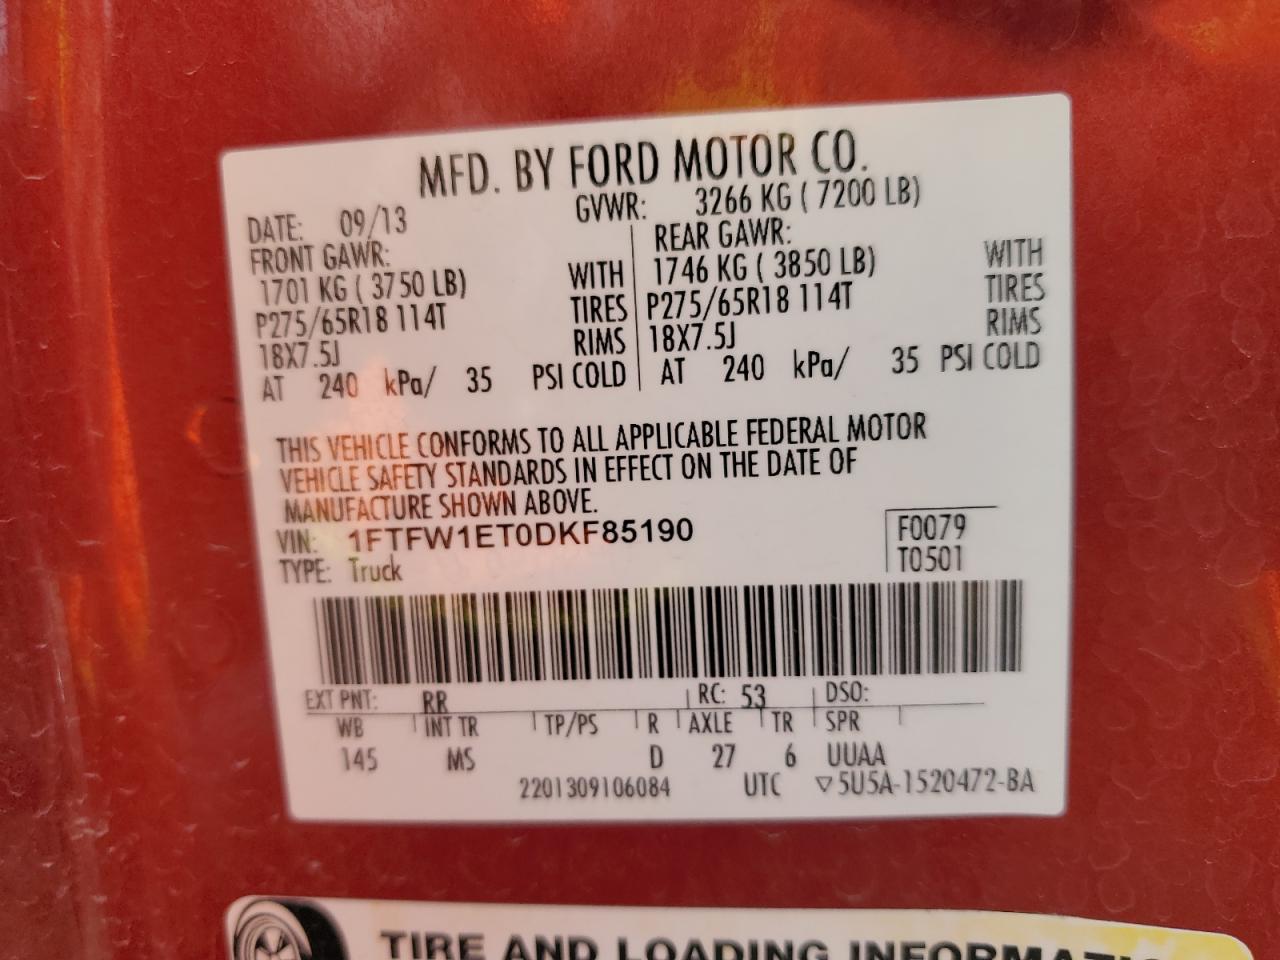 MFD. BY FORD MOTOR CO.
DATE: 09/13 GVWR: 3266 KG ( 7200 LB)
FRONT GAWR: REAR GAWR:
1701 KG ( 3750 LB) WITH 1746 KG ( 3850 LB) WITH
P275/65R18 114T TIRES P275/65R18 114T TIRES
18X7.5J RIMS 18X7.5J RIMS
AT 240 kPa/ 35 PSI COLD AT 240 kPa/ 35 PSI COLD
THIS VEHICLE CONFORMS TO ALL APPLICABLE FEDERAL MOTOR
VEHICLE SAFETY STANDARDS IN EFFECT ON THE DATE OF
MANUFACTURE SHOWN ABOVE.
VIN: 1FTFW1ET0DKF85190 F0079
TYPE: Truck T0501
EXT PNT: RR RC: 53 DSO:
WB INT TR TP/PS R AXLE TR SPR
145 MS D 27 6 UUAA
2201309106084 UTC ▽5U5A-1520472-BA
TIRE AND LOADING